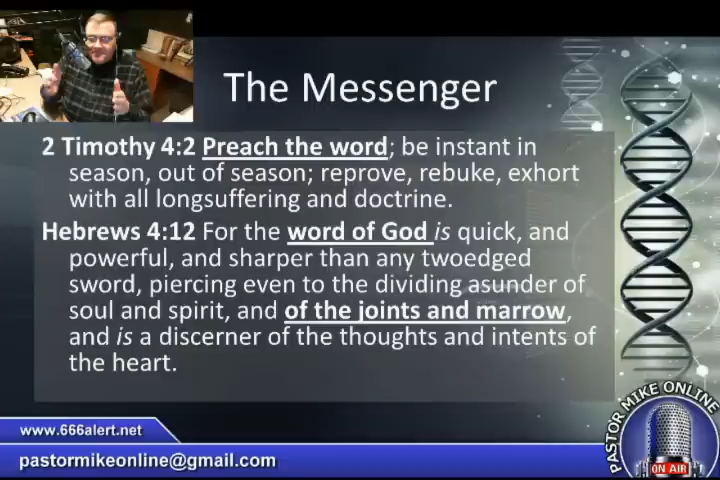 The Messenger
2 Timothy 4:2 Preach the word; be instant in
season, out of season; reprove, rebuke, exhort
with all longsuffering and doctrine.
Hebrews 4:12 For the word of God is quick, and
powerful, and sharper than any twoedged
sword, piercing even to the dividing asunder of
soul and spirit, and of the joints and marrow,
and is a discerner of the thoughts and intents of
the heart.
www.666alert.net
pastormikeonline@gmail.com
PASTOR MIKE ONLINE
ON AIR